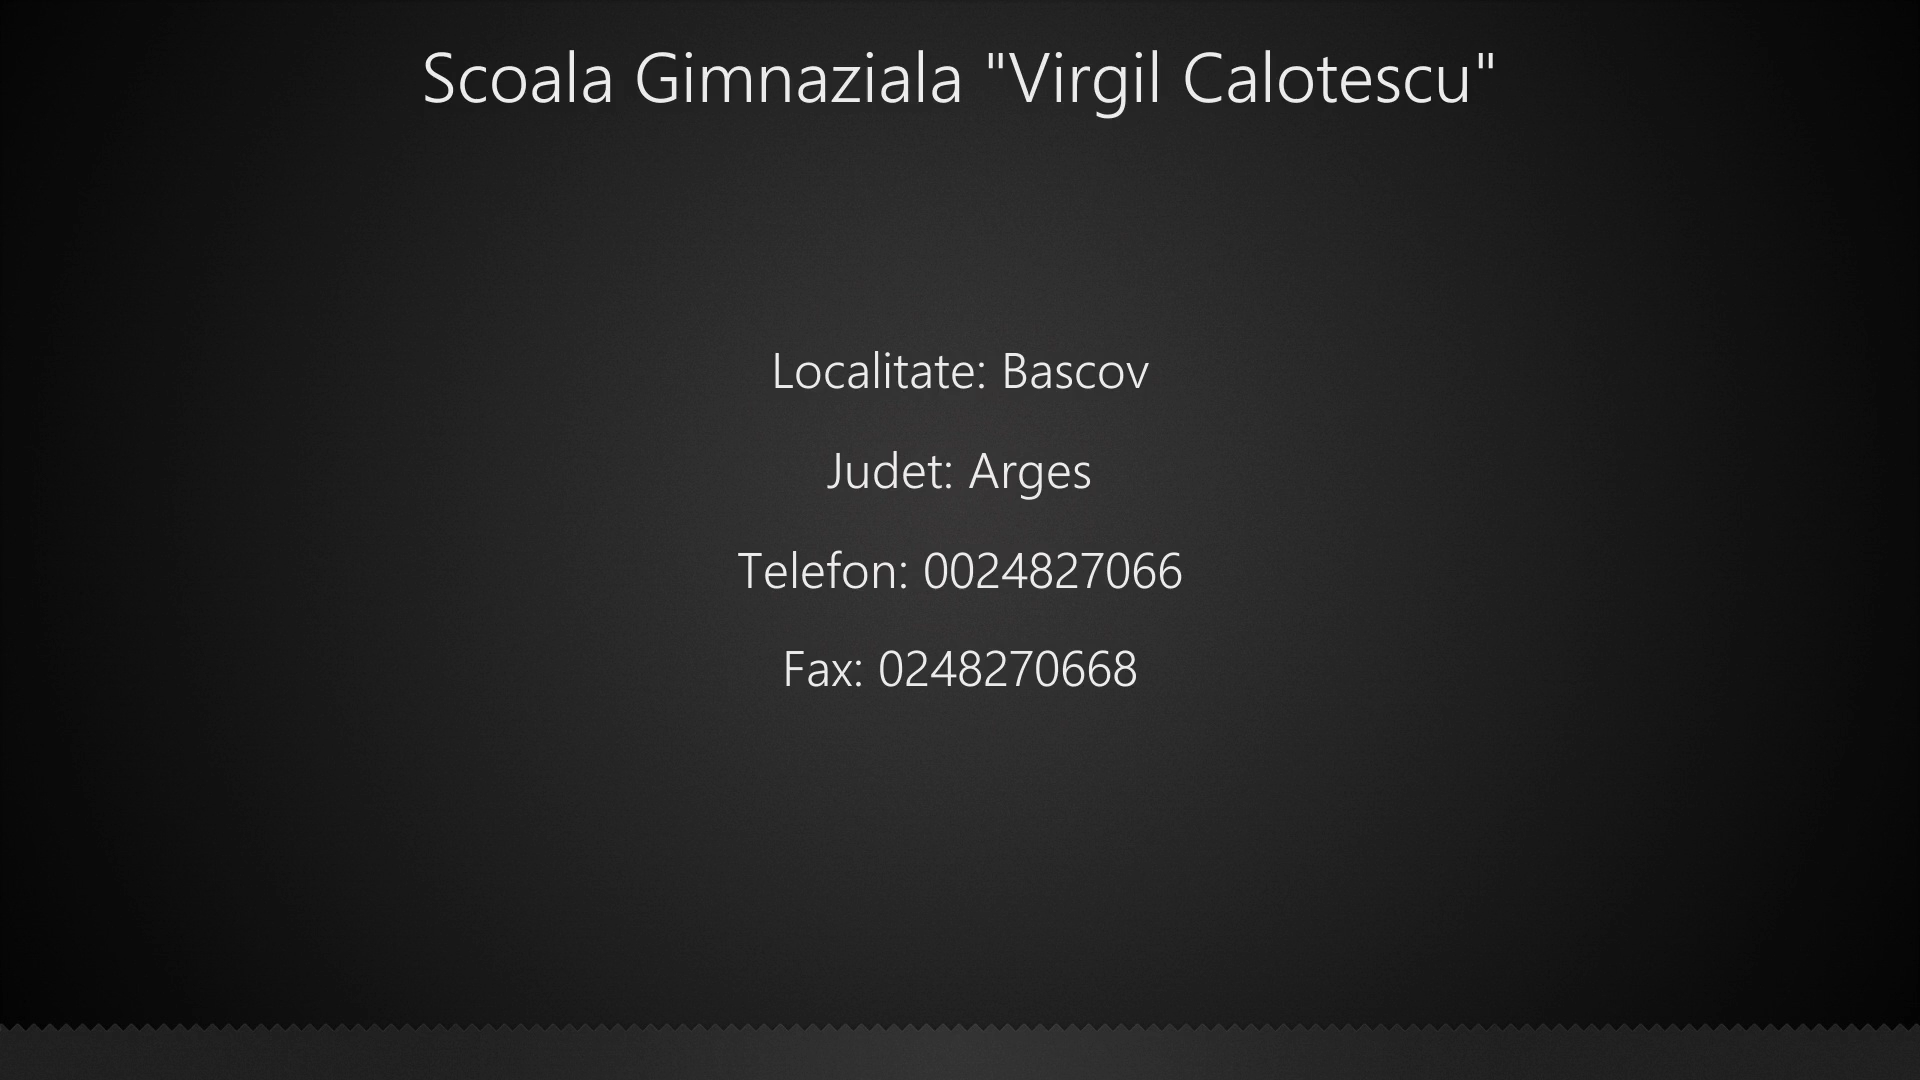 Scoala Gimnaziala "Virgil Calotescu"
Localitate: Bascov
Judet: Arges
Telefon: 0024827066
Fax: 0248270668